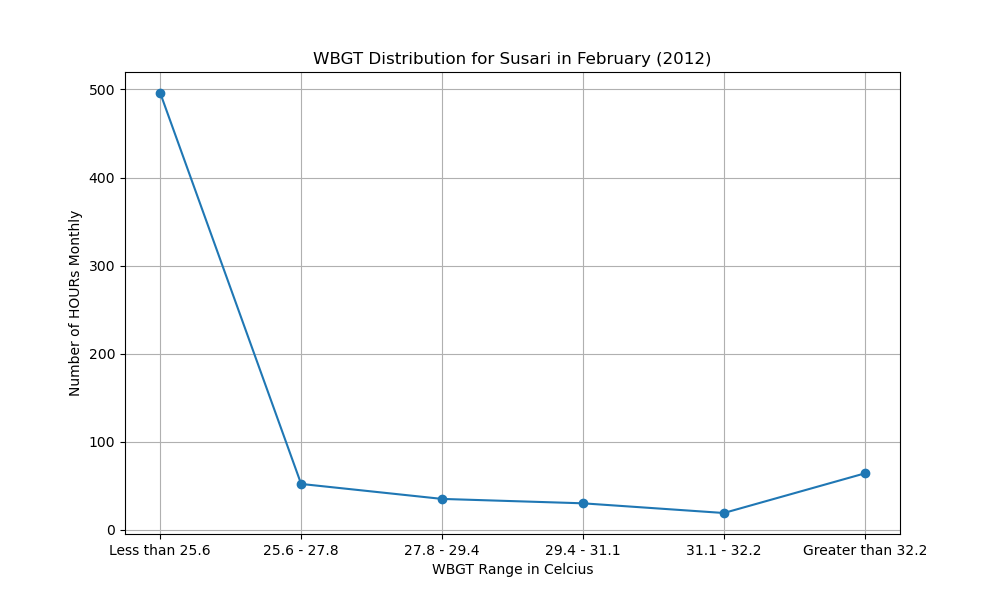 WBGT Distribution for Susari in February (2012)
Number of HOURs Monthly
500
400
300
200
100
0
Less than 25.6
25.6 - 27.8
27.8 - 29.4
29.4 - 31.1
31.1 - 32.2
Greater than 32.2
WBGT Range in Celcius